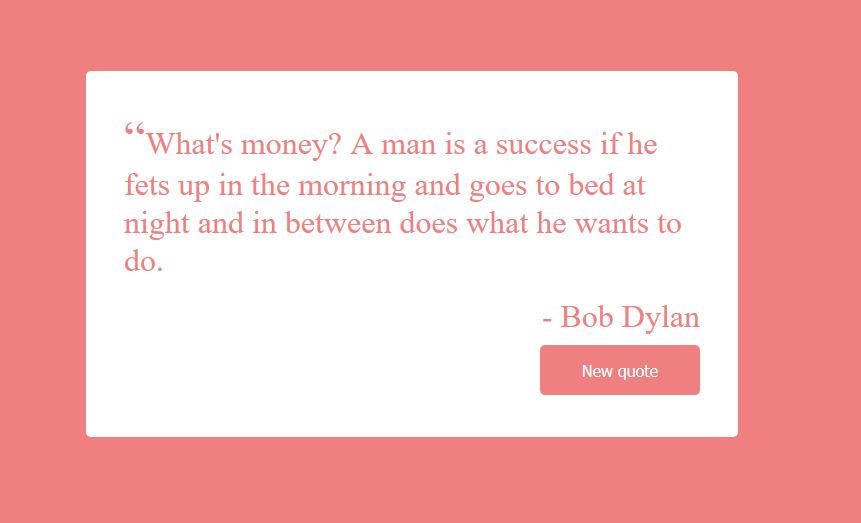 “What's money? A man is a success if he
fets up in the morning and goes to bed at
night and in between does what he wants to
do.
- Bob Dylan
New quote